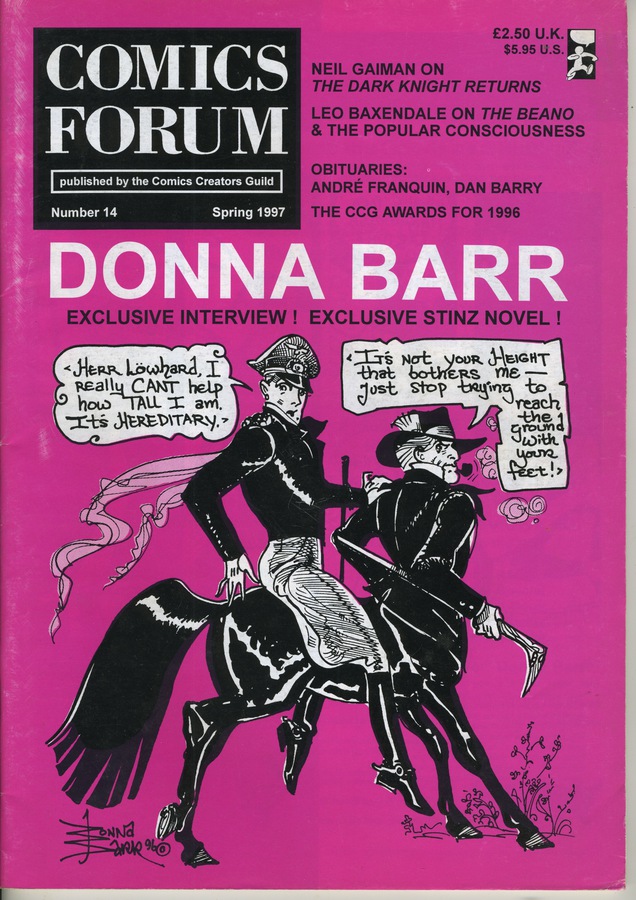 COMICS
FORUM
published by the Comics Creators Guild
Number 14 Spring 1997
£2.50 U.K.
$5.95 U.S.
NEIL GAIMAN ON
THE DARK KNIGHT RETURNS
LEO BAXENDALE ON THE BEANO
& THE POPULAR CONSCIOUSNESS
OBITUARIES:
ANDRÉ FRANQUIN, DAN BARRY
THE CCG AWARDS FOR 1996
DONNA BARR
EXCLUSIVE INTERVIEW ! EXCLUSIVE STINZ NOVEL !
<HERR LöwHARD, I
REALLY CANT HELP
HOW TALL I AM.
IT'S HEREDITARY.>
<IT'S NOT YOUR HEIGHT
THAT BOTHERS ME —
JUST STOP TRYING TO
REACH
THE
GROUND
WITH
YOUR
FEET!>
DONNA
BARR 96©